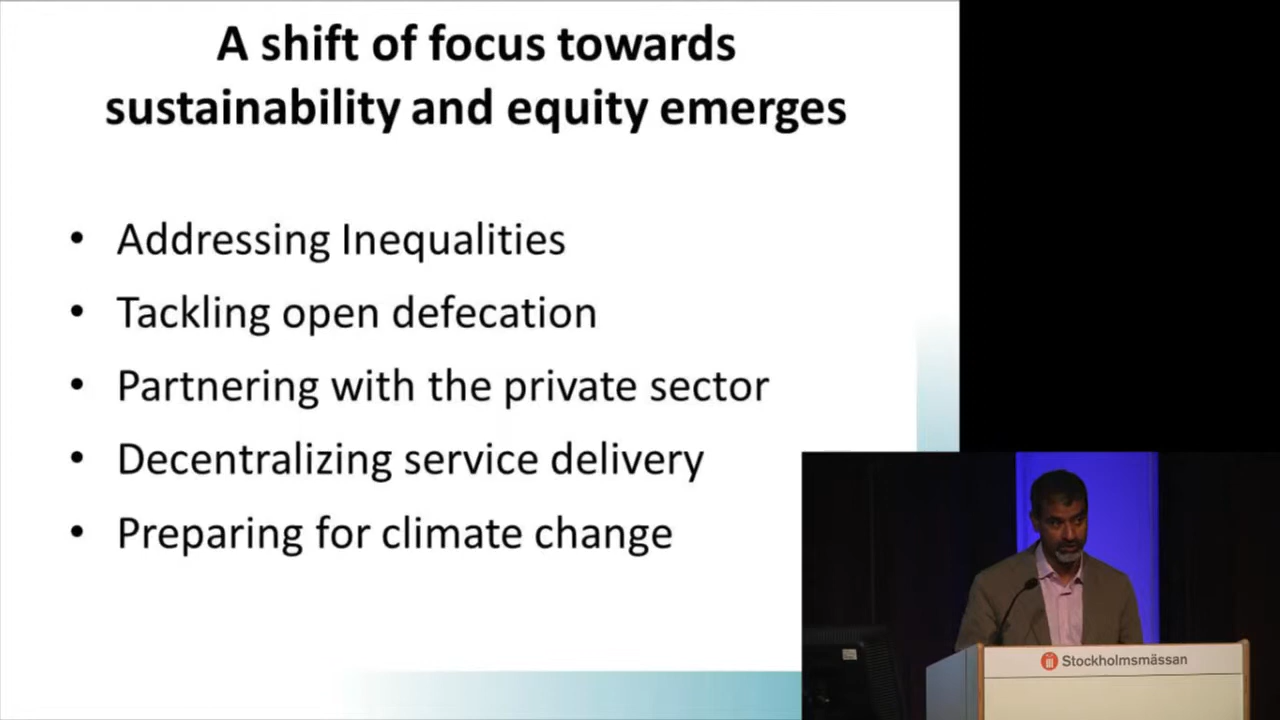 A shift of focus towards
sustainability and equity emerges
• Addressing Inequalities
• Tackling open defecation
• Partnering with the private sector
• Decentralizing service delivery
• Preparing for climate change
Stockholmsmässan